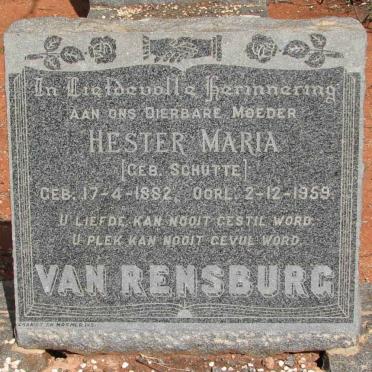 In Liefdevolle Herinnering
AAN ONS DIERBARE MOEDER
HESTER MARIA
[GEB. SCHUTTE]
GEB. 17-4-1882. OORL. 2-12-1959.
U LIEFDE KAN NOOIT GESTIL WORD.
U PLEK KAN NOOIT GEVUL WORD.
VAN RENSBURG